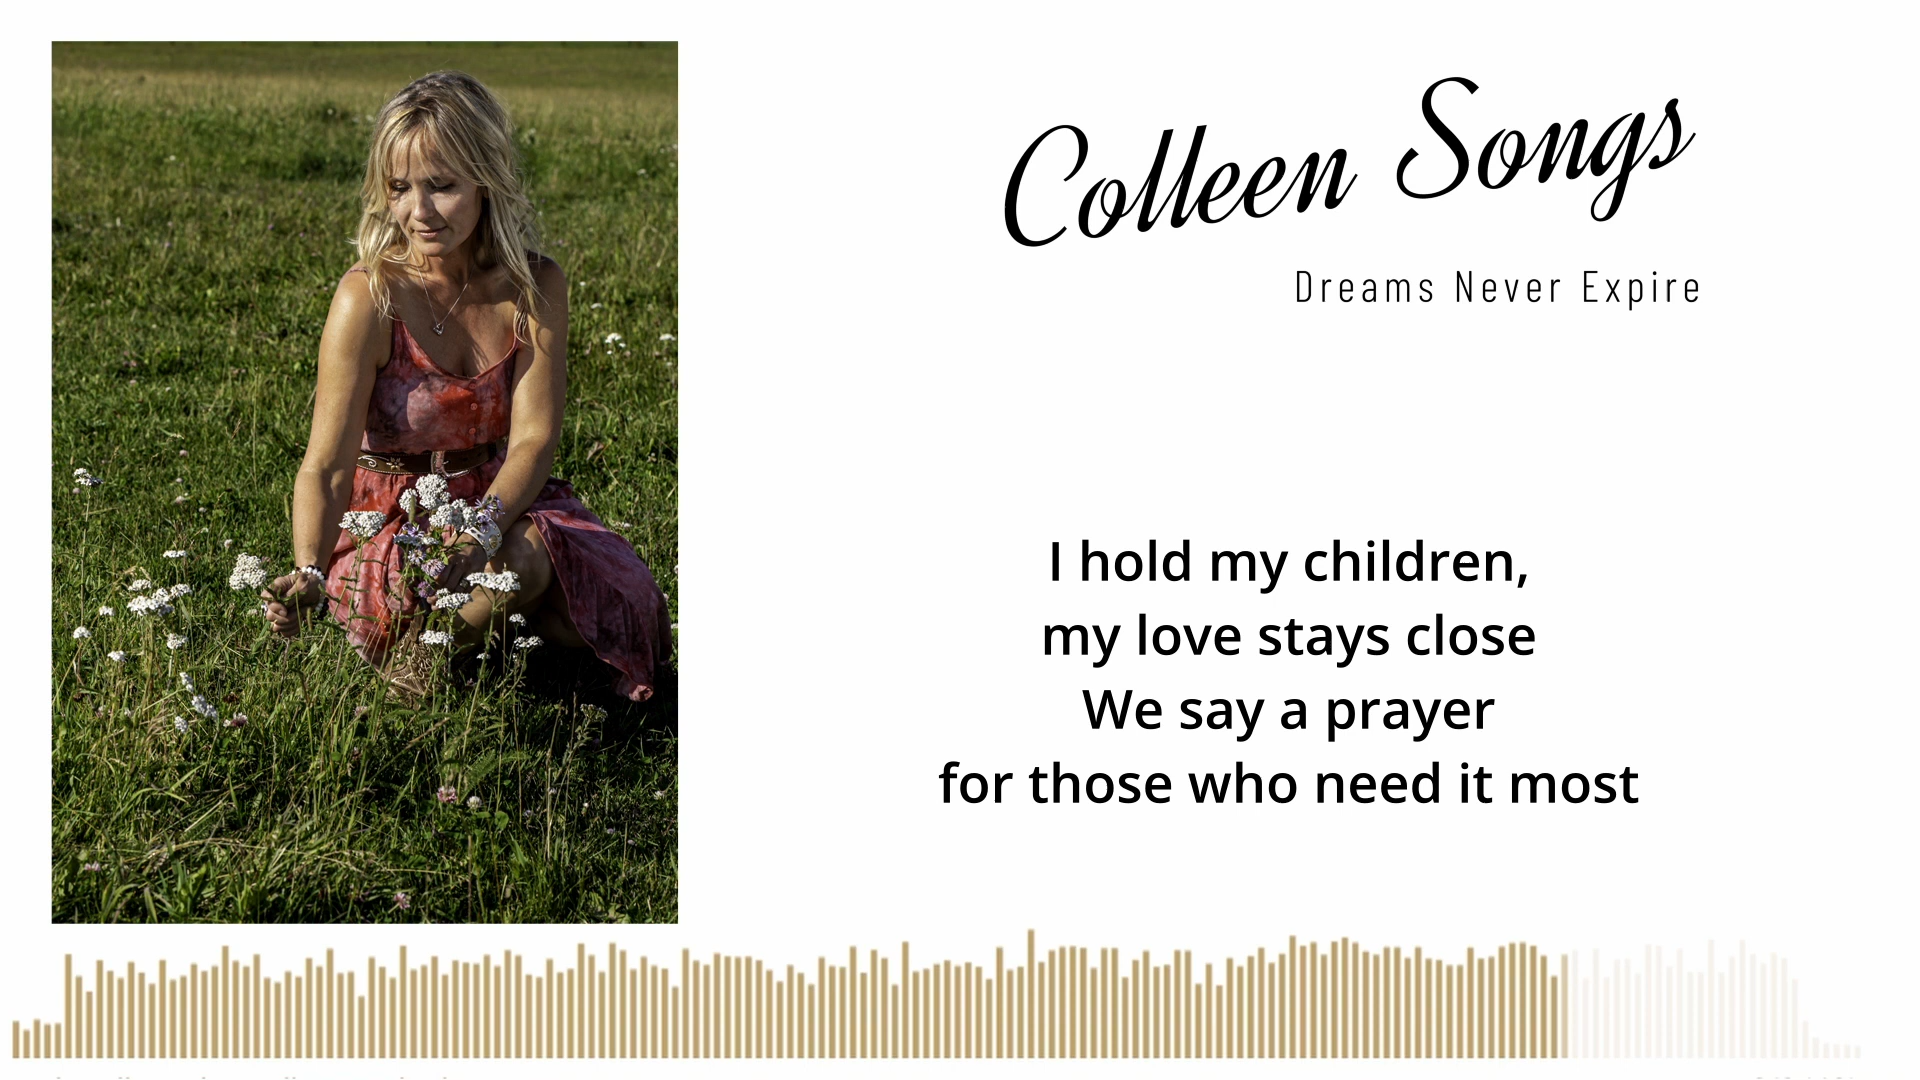 Colleen Songs
Dreams Never Expire
I hold my children,
my love stays close
We say a prayer
for those who need it most